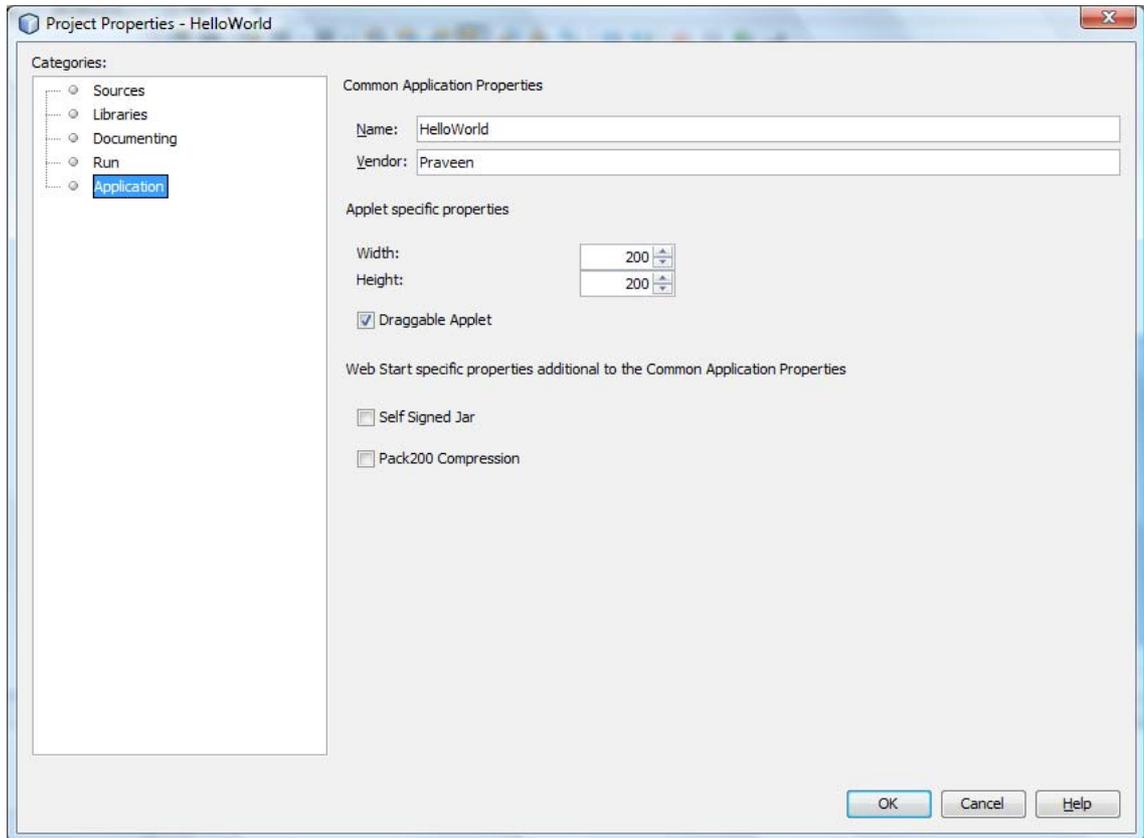 Project Properties - HelloWorld
Categories:
Sources
Libraries
Documenting
Run
Application
Common Application Properties
Name: HelloWorld
Vendor: Praveen
Applet specific properties
Width: 200
Height: 200
Draggable Applet
Web Start specific properties additional to the Common Application Properties
Self Signed Jar
Pack200 Compression
OK Cancel Help